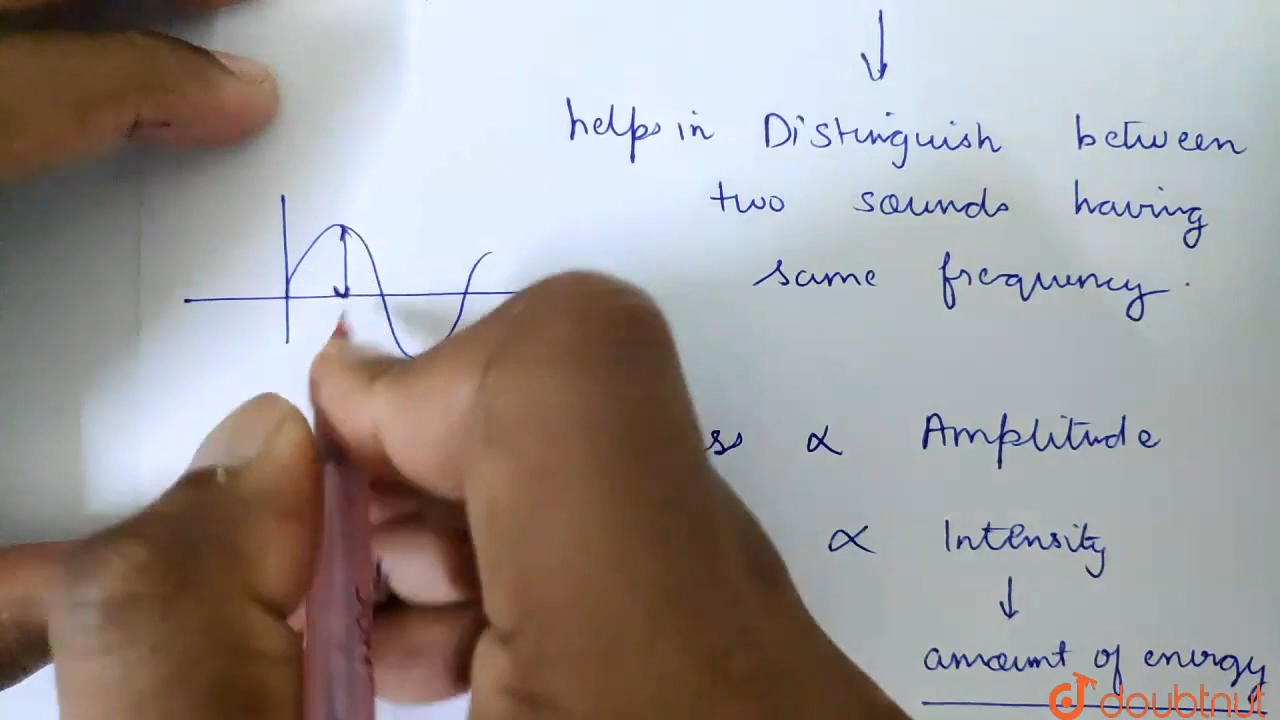 helps in Distinguish between
two sounds having
same frequency.
∝ Amplitude
∝ Intensity
↓
amount of energy
doubtnut